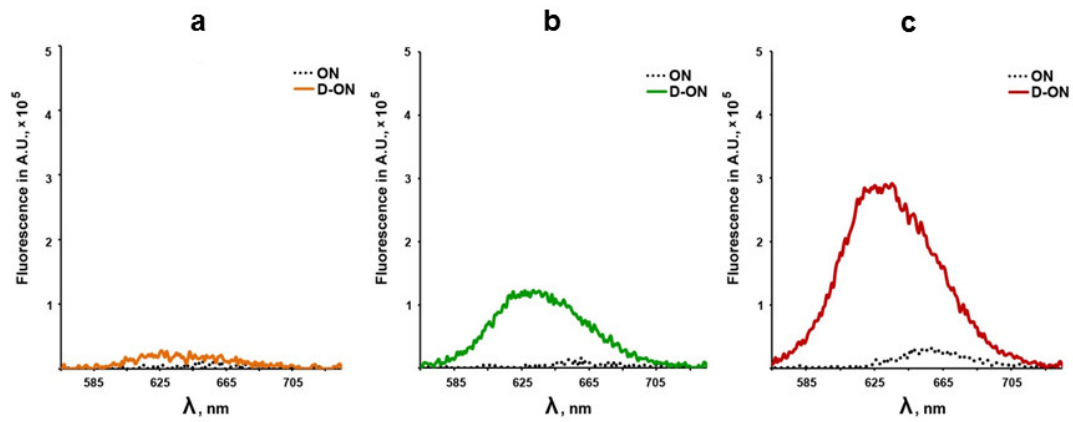 a
Fluorescence in A.U., × 10⁵
5
4
3
2
1
ON
D-ON
585 625 665 705
λ, nm
b
Fluorescence in A.U., × 10⁵
5
4
3
2
1
ON
D-ON
585 625 665 705
λ, nm
c
Fluorescence in A.U., × 10⁵
5
4
3
2
1
ON
D-ON
585 625 665 705
λ, nm